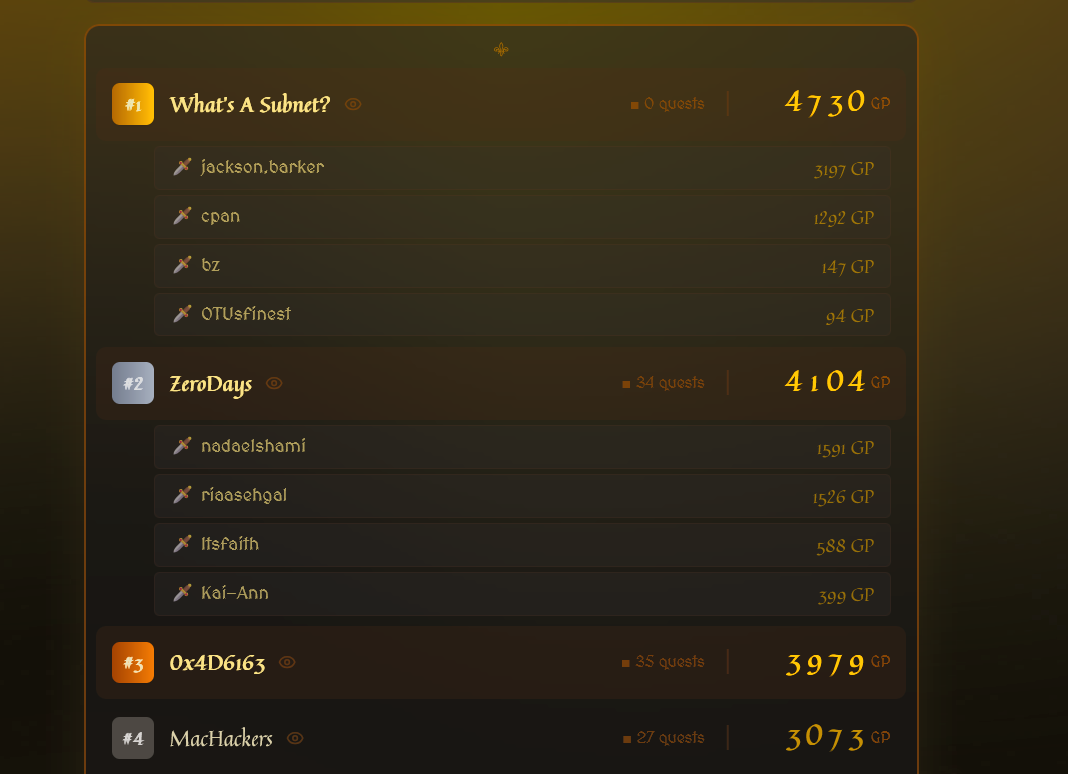 #1 What's A Subnet? 0 quests 4730 GP
jackson.barker 3197 GP
cpan 1292 GP
bz 147 GP
OTUsfinest 94 GP
#2 ZeroDays 34 quests 4104 GP
nadaelshami 1591 GP
riaasehgal 1526 GP
Itsfaith 588 GP
Kai-Ann 399 GP
#3 0x4D6163 35 quests 3979 GP
#4 MacHackers 27 quests 3073 GP